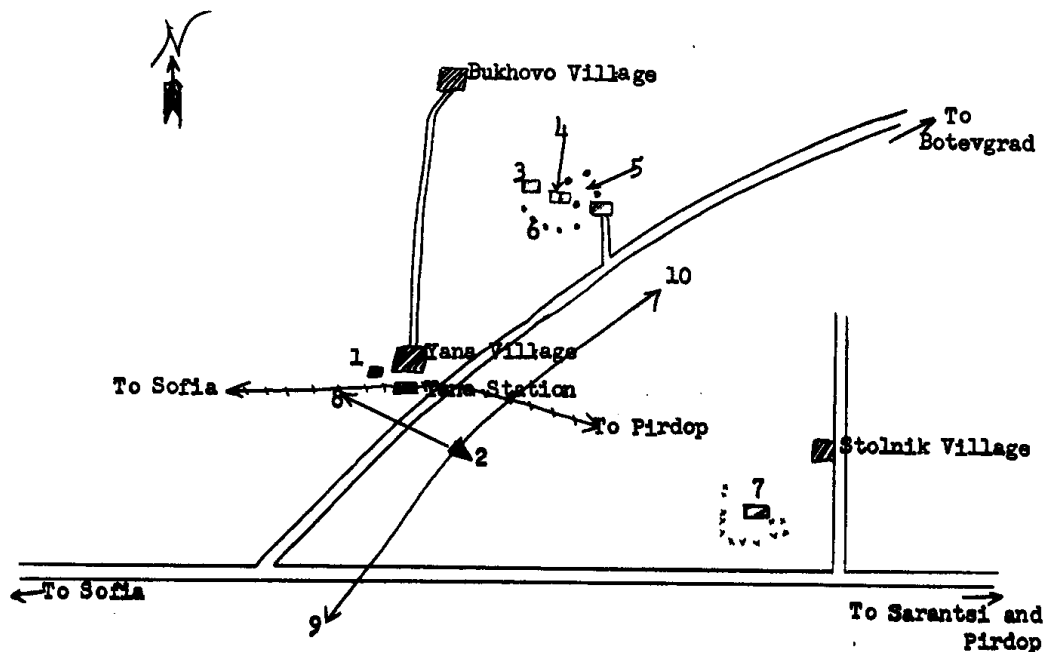 N
Bukhovo Village
To
Botevgrad
4
3
5
6
10
1
Yana Village
To Sofia
Yana Station
8
To Pirdop
2
Stolnik Village
7
To Sofia
9
To Sarantsi and
Pirdop